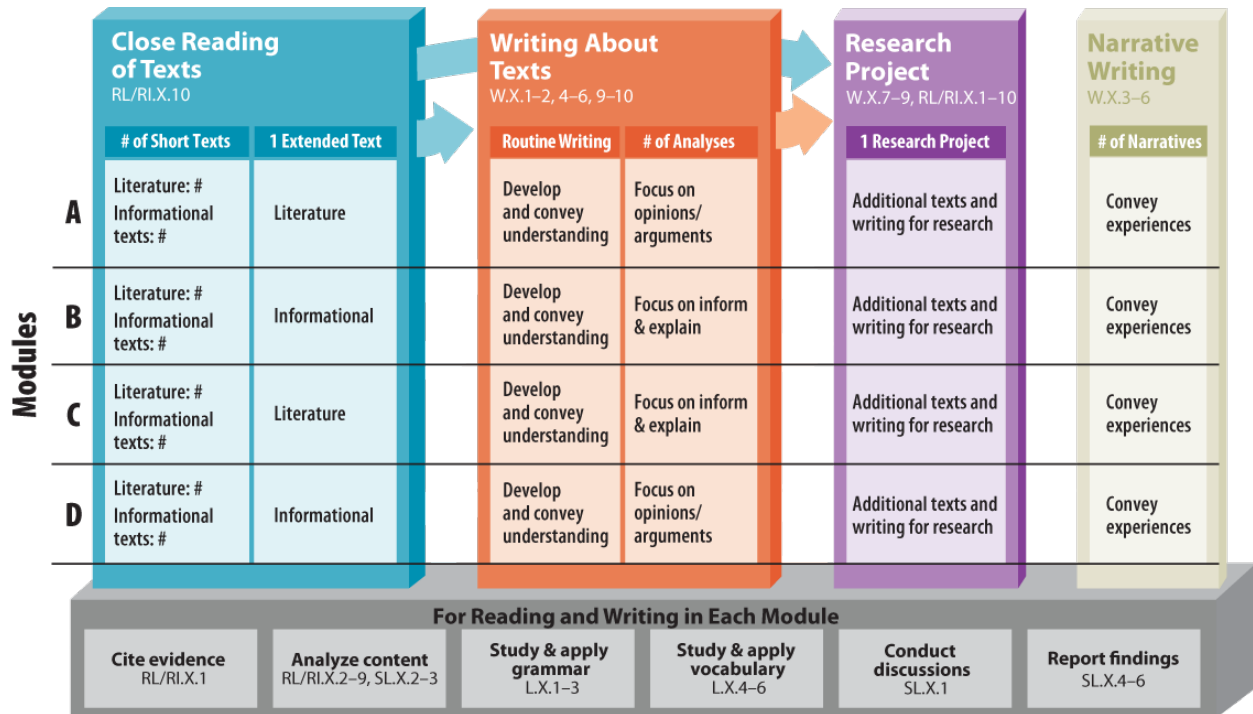 Close Reading
of Texts
RL/RI.X.10
Writing About
Texts
W.X.1–2, 4–6, 9–10
Research
Project
W.X.7–9, RL/RI.X.1–10
Narrative
Writing
W.X.3–6
# of Short Texts
1 Extended Text
Routine Writing
# of Analyses
1 Research Project
# of Narratives
Modules
A
Literature: #
Informational
texts: #
Literature
Develop
and convey
understanding
Focus on
opinions/
arguments
Additional texts and
writing for research
Convey
experiences
B
Literature: #
Informational
texts: #
Informational
Develop
and convey
understanding
Focus on inform
& explain
Additional texts and
writing for research
Convey
experiences
C
Literature: #
Informational
texts: #
Literature
Develop
and convey
understanding
Focus on inform
& explain
Additional texts and
writing for research
Convey
experiences
D
Literature: #
Informational
texts: #
Informational
Develop
and convey
understanding
Focus on
opinions/
arguments
Additional texts and
writing for research
Convey
experiences
For Reading and Writing in Each Module
Cite evidence
RL/RI.X.1
Analyze content
RL/RI.X.2–9, SL.X.2–3
Study & apply
grammar
L.X.1–3
Study & apply
vocabulary
L.X.4–6
Conduct
discussions
SL.X.1
Report findings
SL.X.4–6